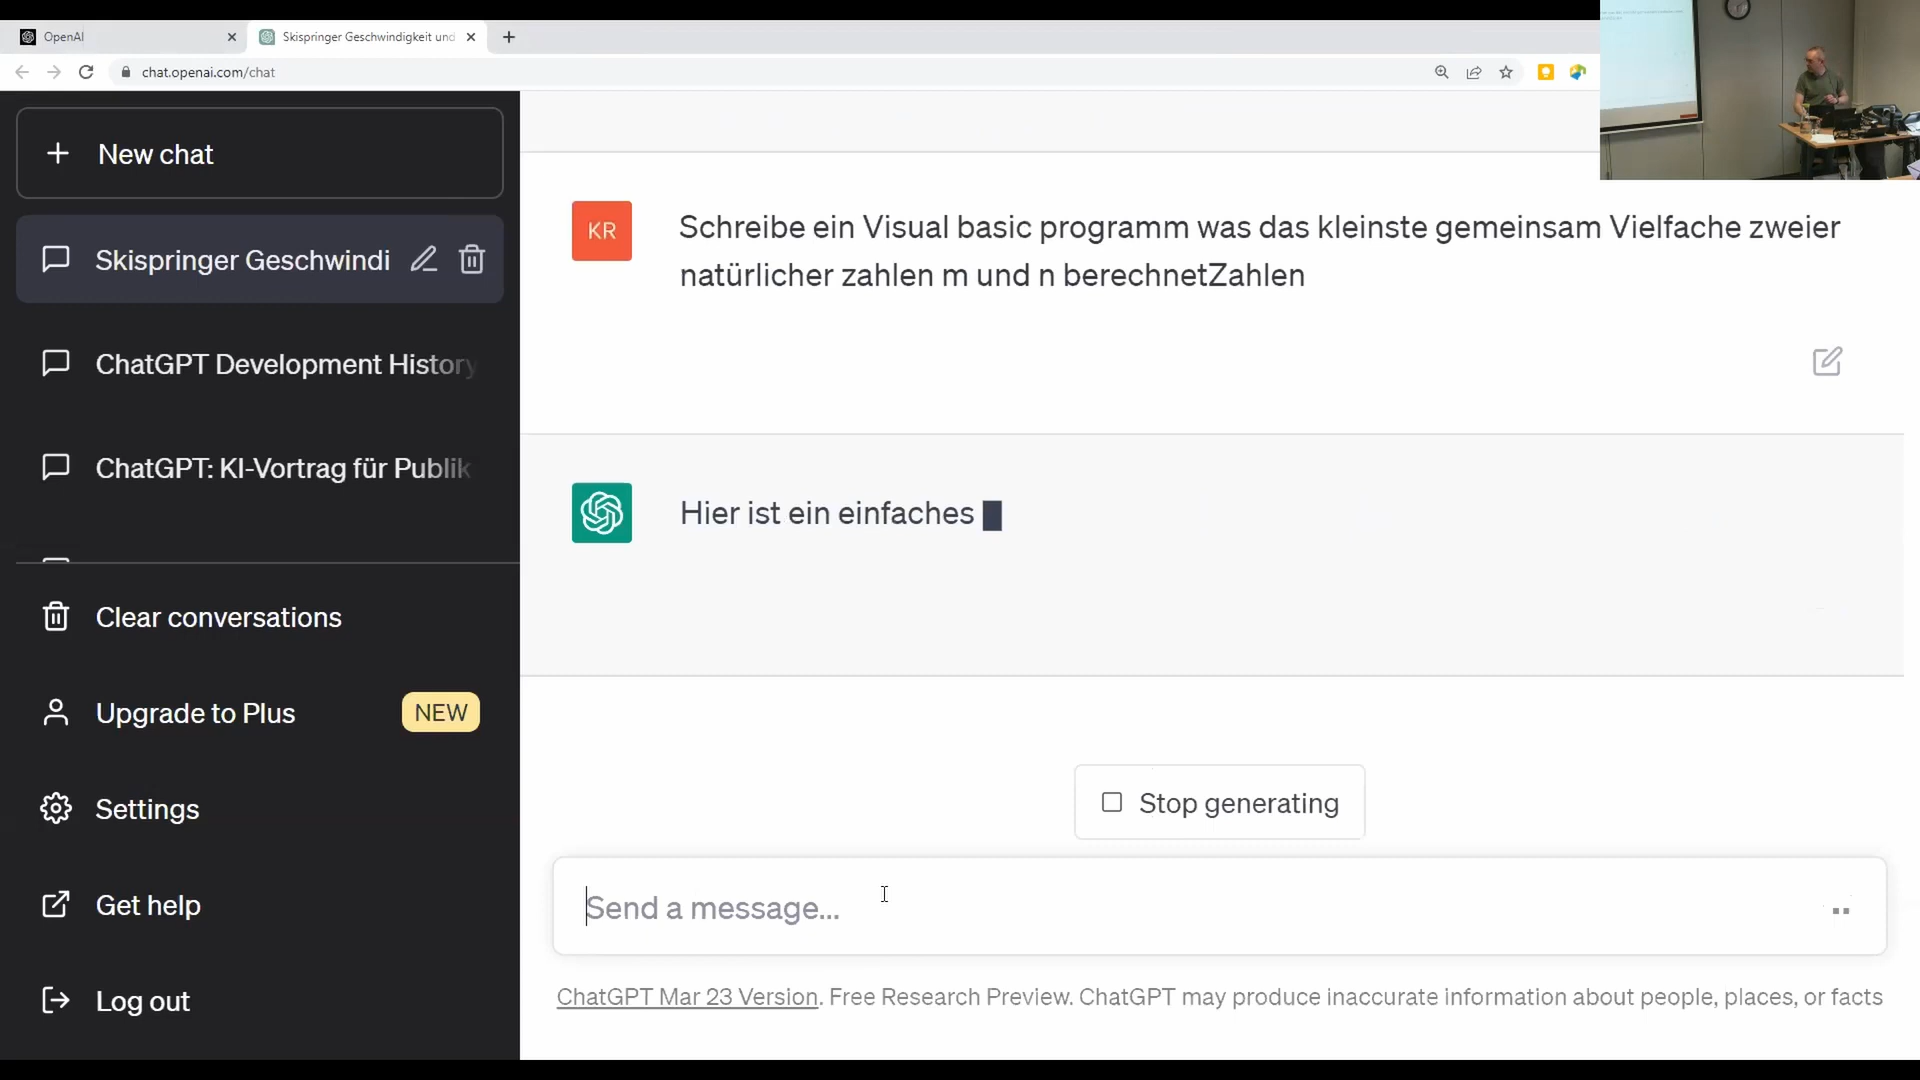 OpenAI
Skispringer Geschwindigkeit und
chat.openai.com/chat
New chat
Skispringer Geschwindi
ChatGPT Development History
ChatGPT: KI-Vortrag für Publik
Clear conversations
Upgrade to Plus
NEW
Settings
Get help
Log out
KR
Schreibe ein Visual basic programm was das kleinste gemeinsam Vielfache zweier
natürlicher zahlen m und n berechnetZahlen
Hier ist ein einfaches
Stop generating
Send a message...
ChatGPT Mar 23 Version. Free Research Preview. ChatGPT may produce inaccurate information about people, places, or facts